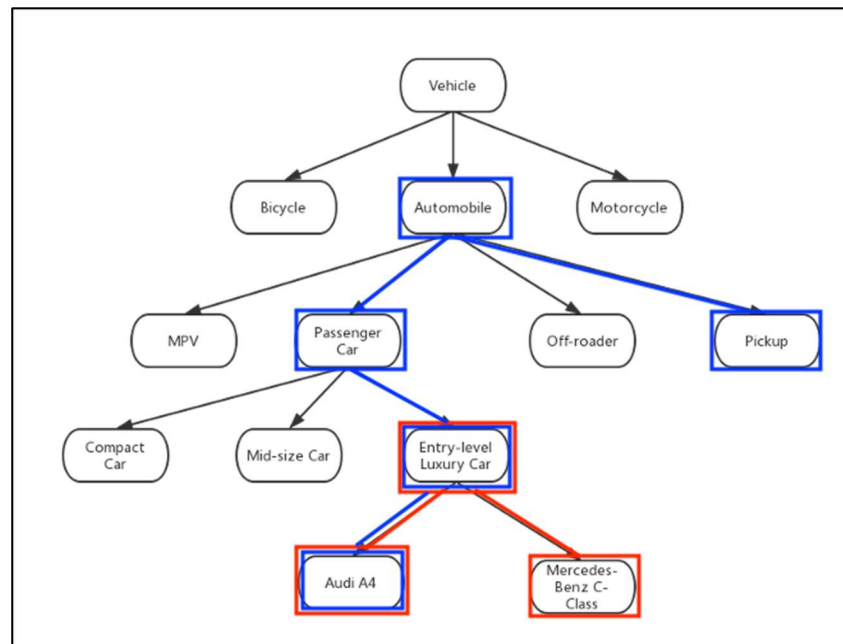 Vehicle
Bicycle
Automobile
Motorcycle
MPV
Passenger
Car
Off-roader
Pickup
Compact
Car
Mid-size Car
Entry-level
Luxury Car
Audi A4
Mercedes-
Benz C-
Class